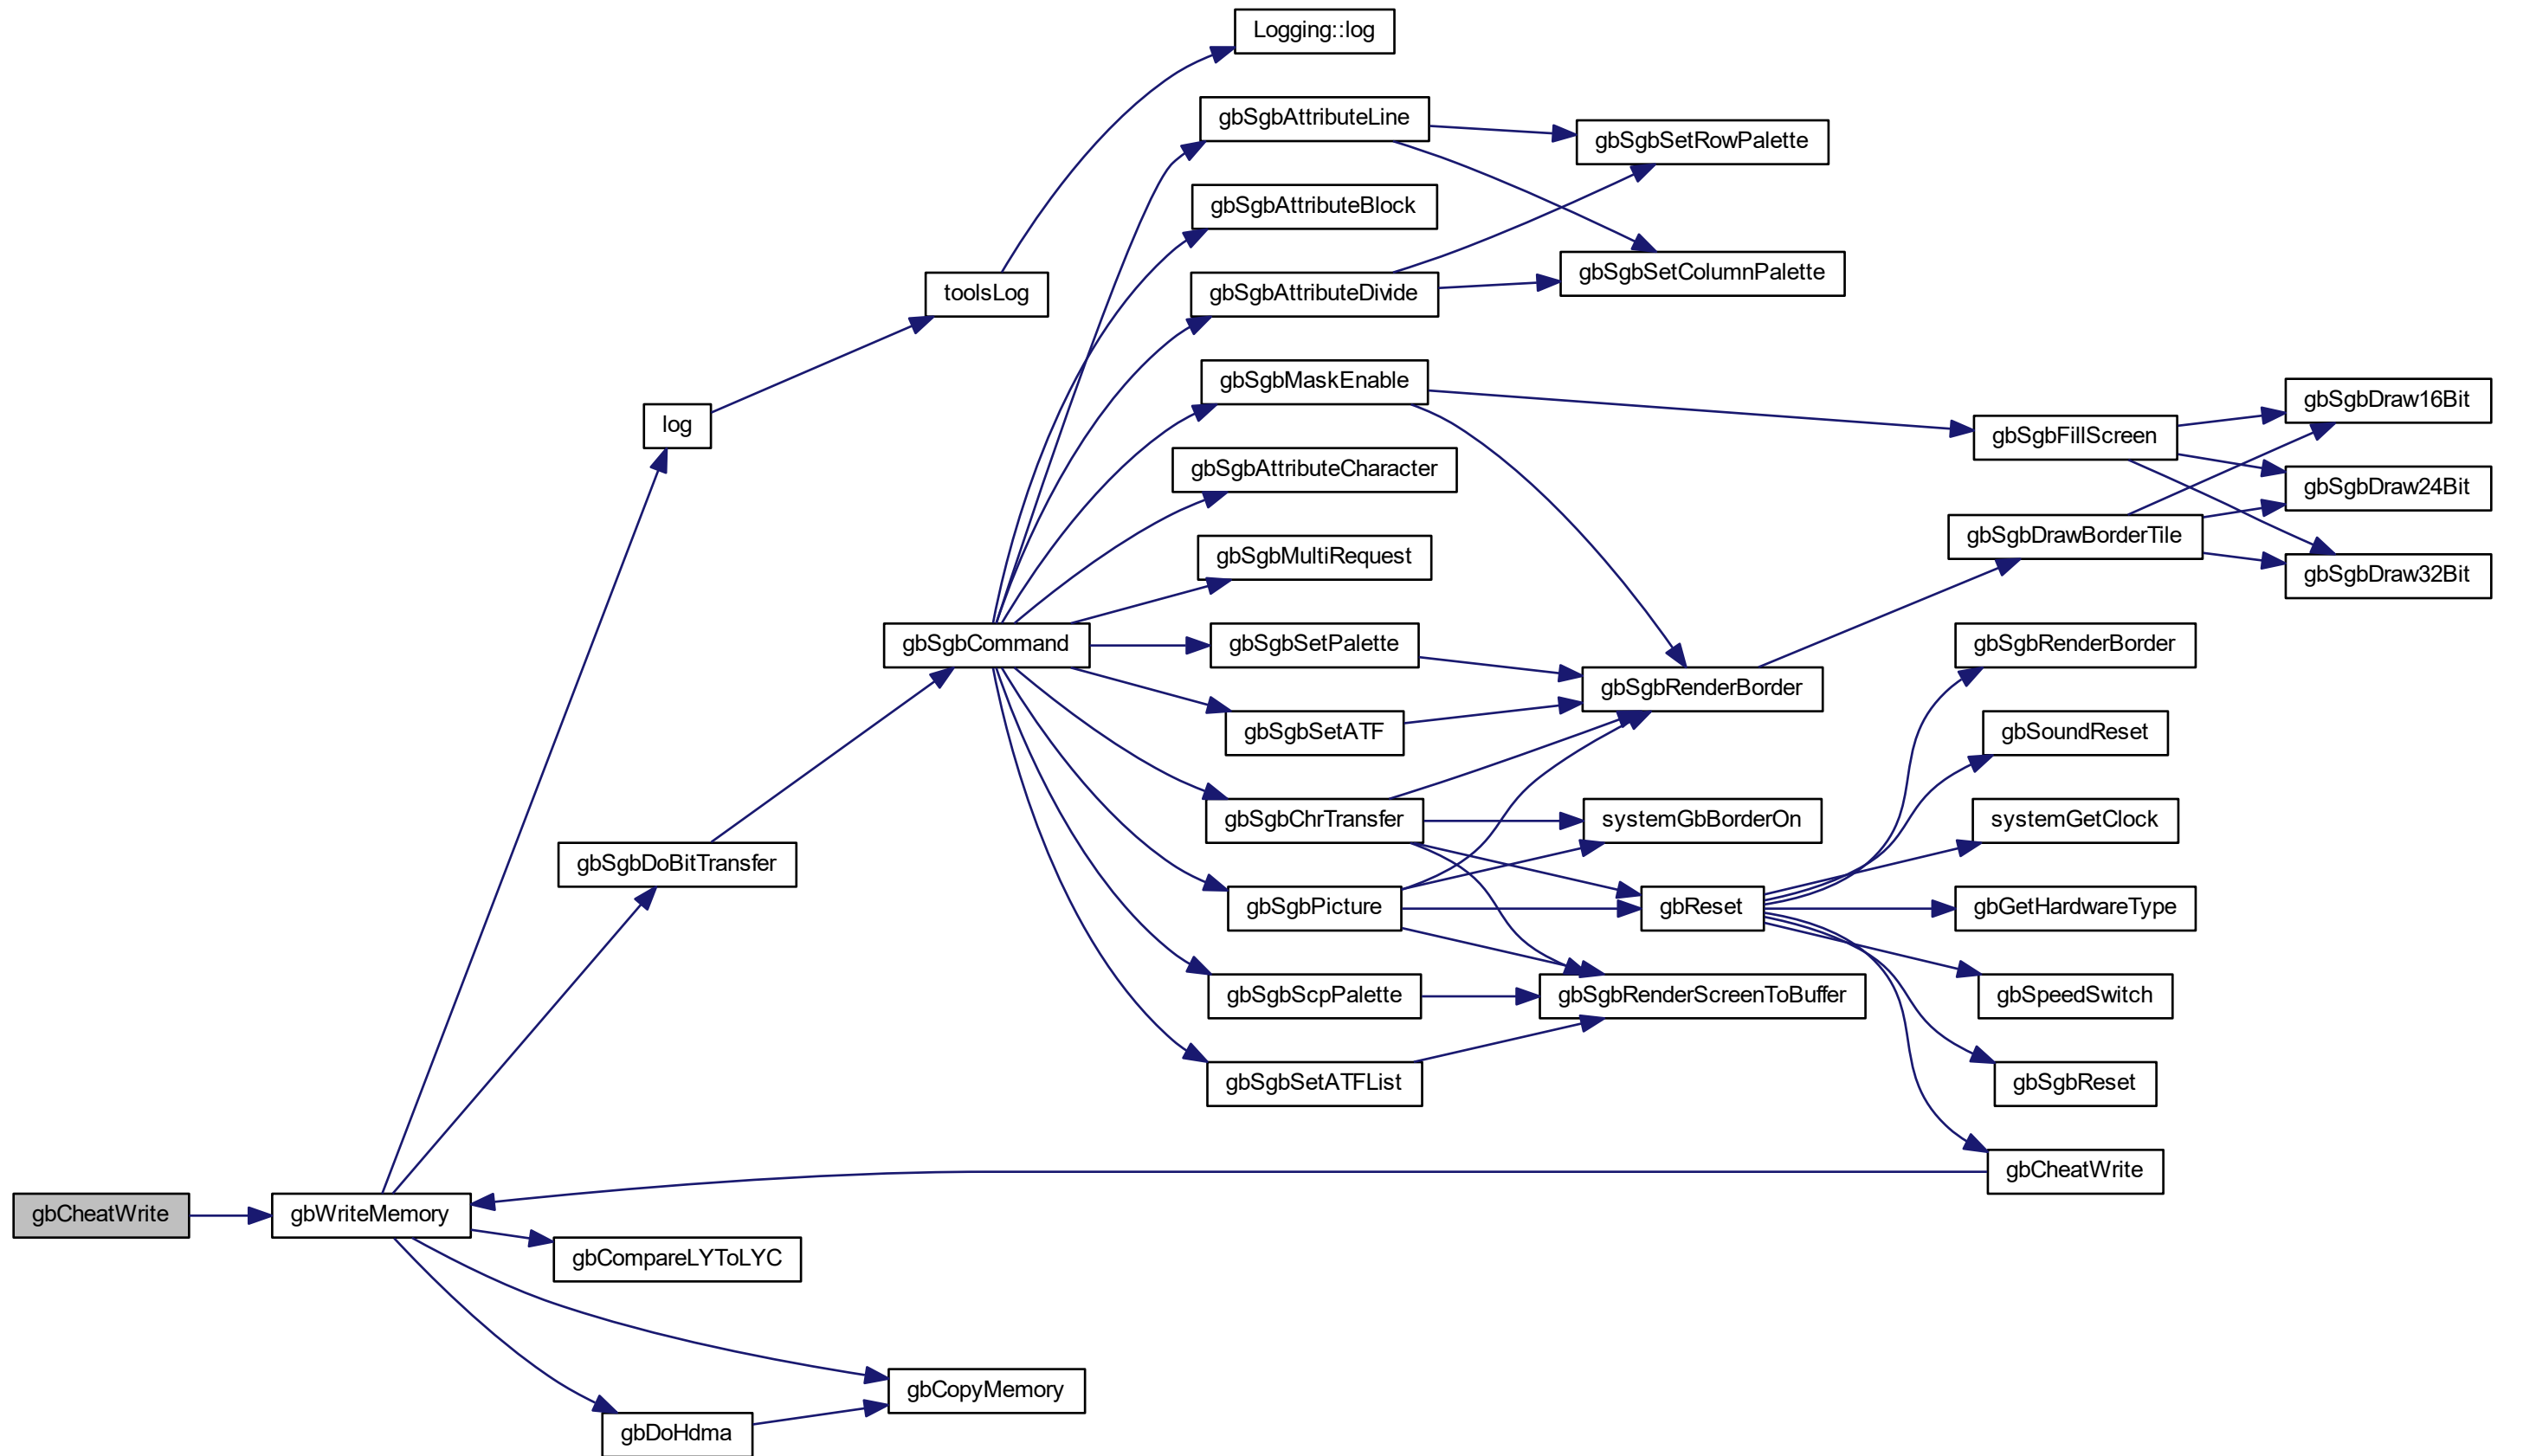 Logging::log
gbSgbAttributeLine
gbSgbSetRowPalette
gbSgbAttributeBlock
gbSgbSetColumnPalette
toolsLog
gbSgbAttributeDivide
gbSgbMaskEnable
gbSgbDraw16Bit
log
gbSgbFillScreen
gbSgbAttributeCharacter
gbSgbDraw24Bit
gbSgbDrawBorderTile
gbSgbMultiRequest
gbSgbDraw32Bit
gbSgbCommand
gbSgbSetPalette
gbSgbRenderBorder
gbSgbRenderBorder
gbSgbSetATF
gbSoundReset
gbSgbChrTransfer
systemGbBorderOn
systemGetClock
gbSgbDoBitTransfer
gbSgbPicture
gbReset
gbGetHardwareType
gbSgbScpPalette
gbSgbRenderScreenToBuffer
gbSpeedSwitch
gbSgbSetATFList
gbSgbReset
gbCheatWrite
gbCheatWrite
gbWriteMemory
gbCompareLYToLYC
gbCopyMemory
gbDoHdma